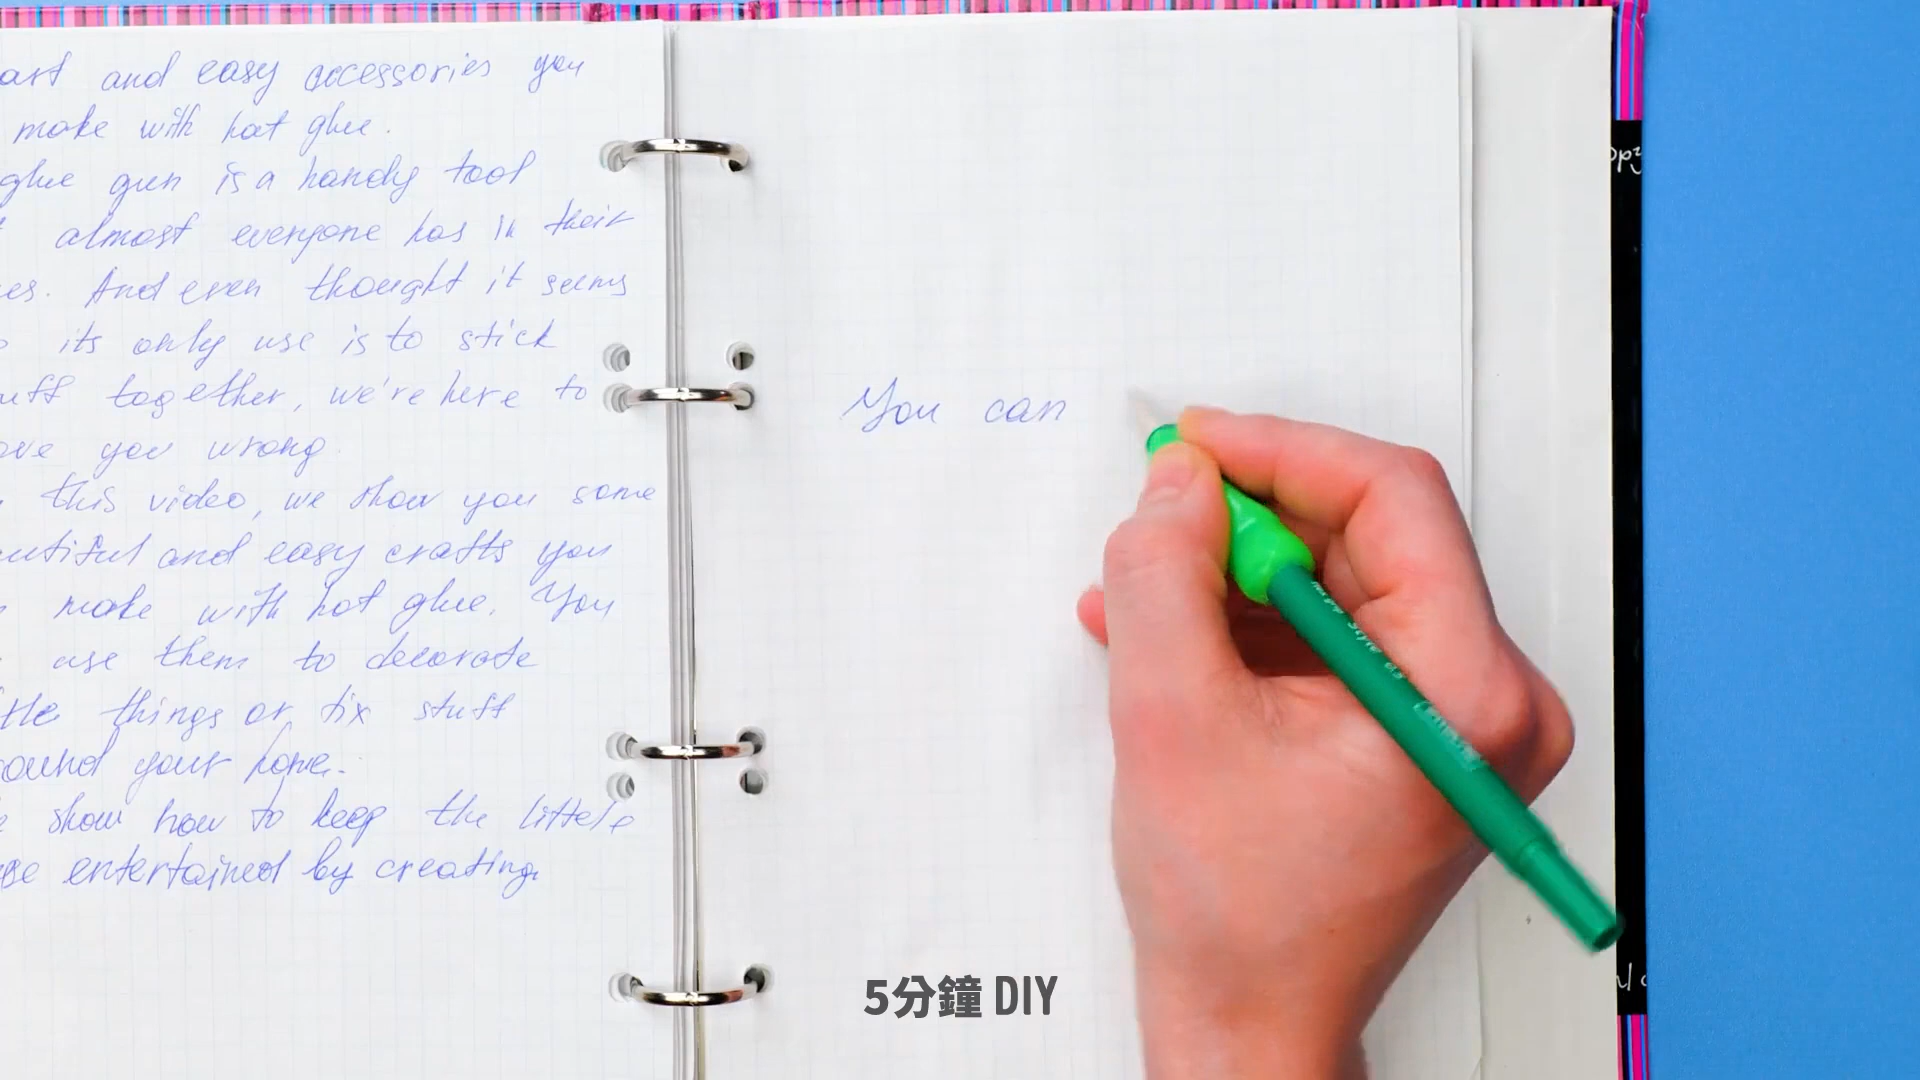 and easy accessories you
make with hot glue.
glue gun is a handy tool
almost everyone has in their
And even thought it seems
its only use is to stick
together, we're here to
you wrong
this video, we show you some
and easy crafts you
make with hot glue. You
use them to decorate
things or fix stuff
your home.
show how to keep the little
entertained by creating
You can
5分鐘 DIY